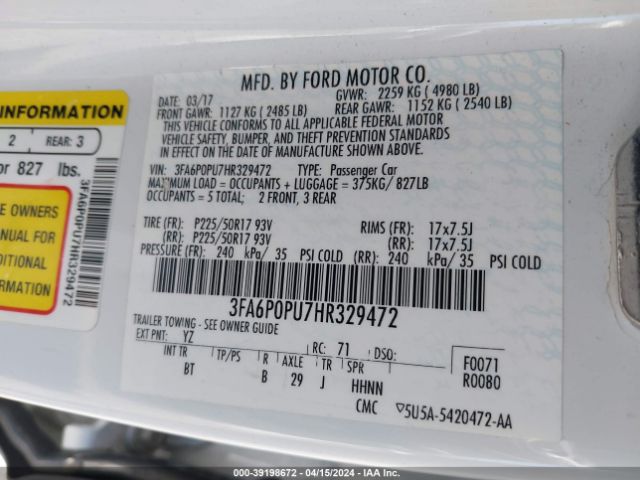 MFD. BY FORD MOTOR CO.
DATE: 03/17 GVWR: 2259 KG ( 4980 LB)
FRONT GAWR: 1127 KG ( 2485 LB) REAR GAWR: 1152 KG ( 2540 LB)
THIS VEHICLE CONFORMS TO ALL APPLICABLE FEDERAL MOTOR
VEHICLE SAFETY, BUMPER, AND THEFT PREVENTION STANDARDS
IN EFFECT ON THE DATE OF MANUFACTURE SHOWN ABOVE.
VIN: 3FA6P0PU7HR329472 TYPE: Passenger Car
MAXIMUM LOAD = OCCUPANTS + LUGGAGE = 375KG/ 827LB
OCCUPANTS = 5 TOTAL; 2 FRONT, 3 REAR
TIRE (FR): P225/50R17 93V RIMS (FR): 17x7.5J
(RR): P225/50R17 93V (RR): 17x7.5J
PRESSURE (FR): 240 kPa/ 35 PSI COLD (RR): 240 kPa/ 35 PSI COLD
3FA6P0PU7HR329472
TRAILER TOWING - SEE OWNER GUIDE
EXT PNT: YZ RC: 71 DSO:
INT TR TP/PS R AXLE TR SPR
BT B 29 J HHNN
F0071
R0080
CMC 5U5A-5420472-AA
INFORMATION
2 REAR: 3
or 827 lbs.
E OWNERS
NUAL FOR
DITIONAL
ORMATION
3FA6P0PU7HR329472
000-39198672 - 04/15/2024 - IAA Inc.